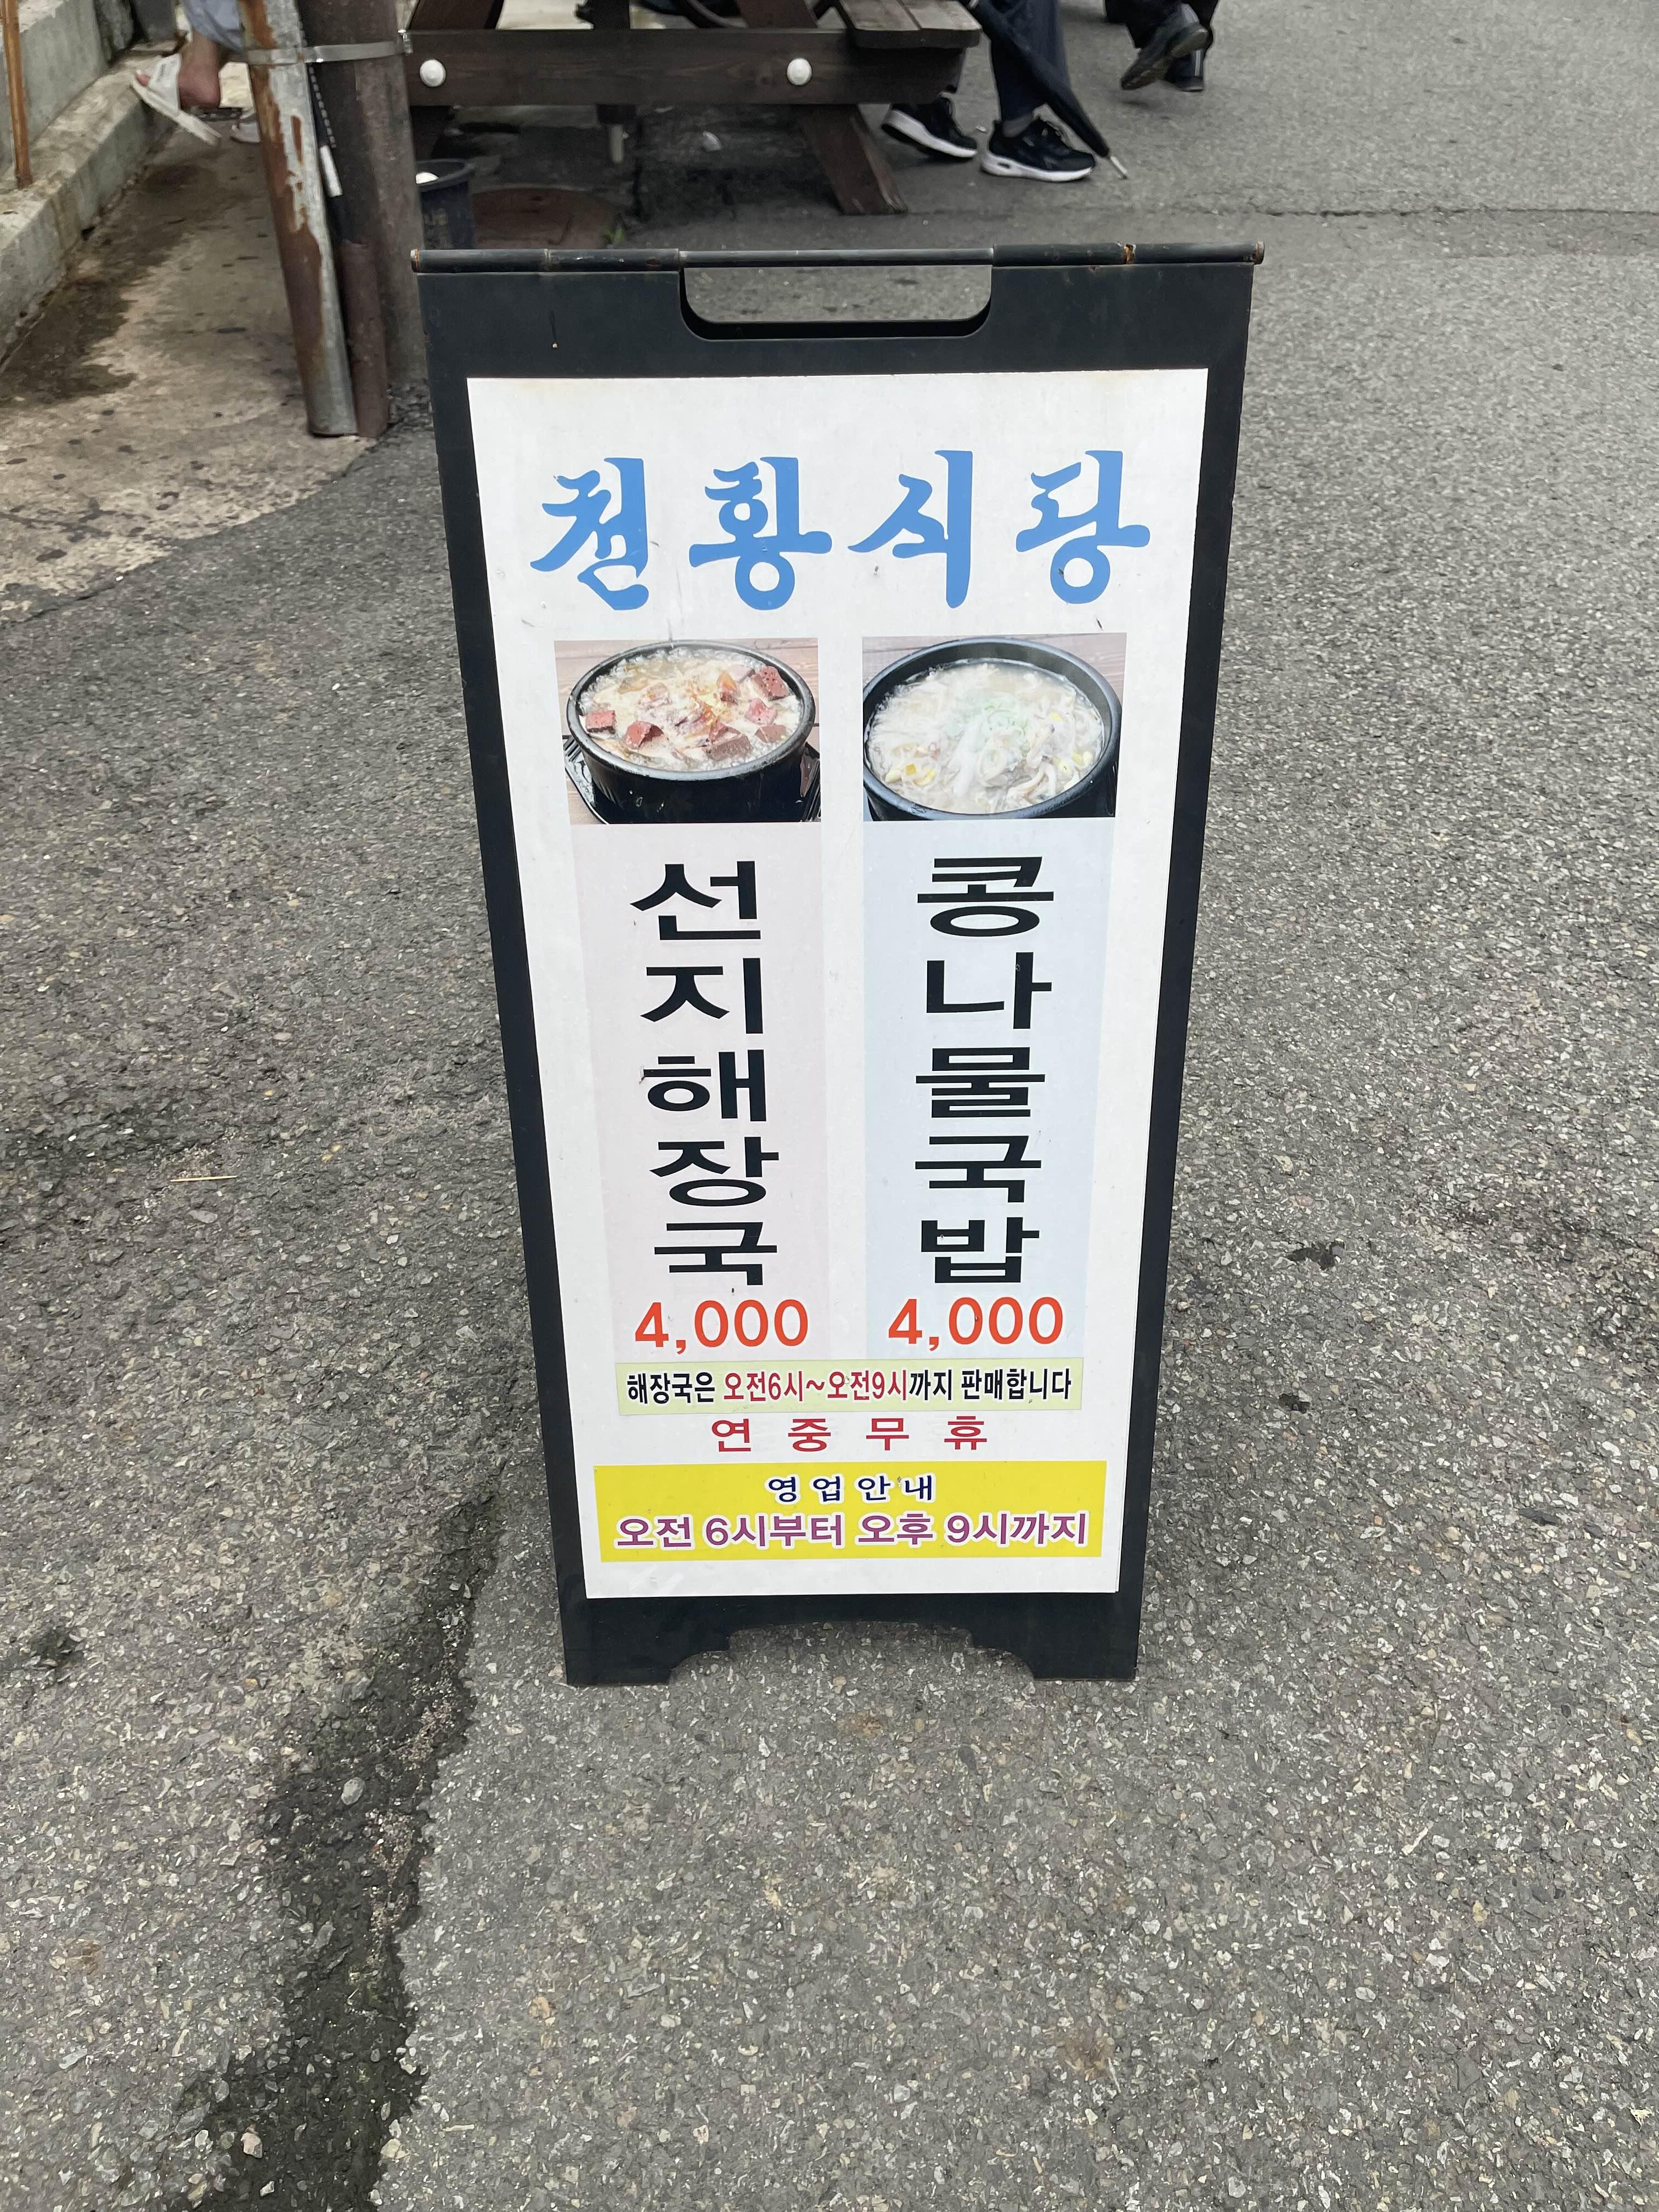 천황식당
선지해장국
4,000
콩나물국밥
4,000
해장국은 오전6시~오전9시까지 판매합니다
연중무휴
영업안내
오전 6시부터 오후 9시까지